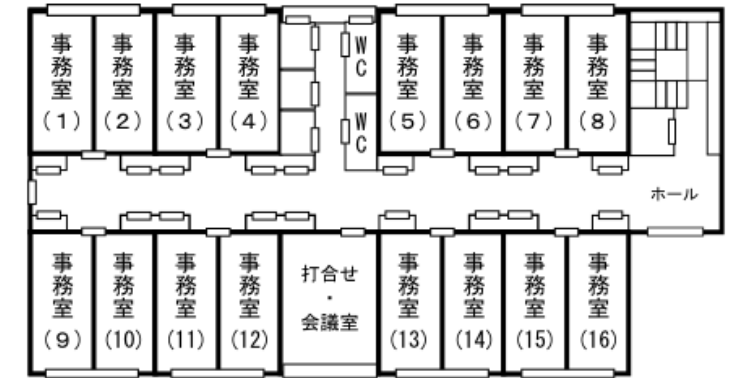 事務室(1)
事務室(2)
事務室(3)
事務室(4)
WC
WC
事務室(5)
事務室(6)
事務室(7)
事務室(8)
ホール
事務室(9)
事務室(10)
事務室(11)
事務室(12)
打合せ
・
会議室
事務室(13)
事務室(14)
事務室(15)
事務室(16)